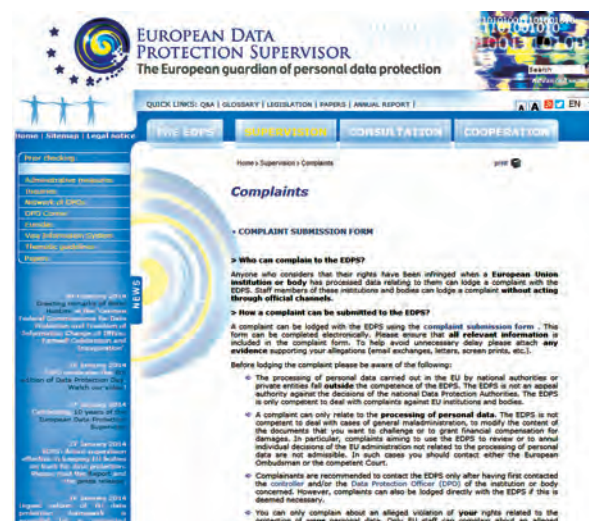 EUROPEAN DATA
PROTECTION SUPERVISOR
The European guardian of personal data protection
Search
Advanced
QUICK LINKS: Q&A | GLOSSARY | LEGISLATION | PAPERS | ANNUAL REPORT |
A A EN
Home | Sitemap | Legal notice
THE EDPS SUPERVISION CONSULTATION COOPERATION
Prior checking
Administrative measures
Inquiries
Network of DPOs
DPO Corner
Eurodac
Visa Information System
Thematic guidelines
Papers
NEWS
Home > Supervision > Complaints
print
Complaints
> COMPLAINT SUBMISSION FORM
> Who can complain to the EDPS?
Anyone who considers that their rights have been infringed when a European Union
institution or body has processed data relating to them can lodge a complaint with the
EDPS. Staff members of these institutions and bodies can lodge a complaint without acting
through official channels.
> How a complaint can be submitted to the EDPS?
A complaint can be lodged with the EDPS using the complaint submission form . This
form can be completed electronically. Please ensure that all relevant information is
included in the complaint form. To help avoid unnecessary delay please attach any
evidence supporting your allegations (email exchanges, letters, screen prints, etc.).
Before lodging the complaint please be aware of the following:
The processing of personal data carried out in the EU by national authorities or
private entities fall outside the competence of the EDPS. The EDPS is not an appeal
authority against the decisions of the national Data Protection Authorities. The EDPS
is only competent to deal with complaints against EU institutions and bodies.
A complaint can only relate to the processing of personal data. The EDPS is not
competent to deal with cases of general maladministration, to modify the content of
the documents that you want to challenge or to grant financial compensation for
damages. In particular, complaints aiming to use the EDPS to review or to annul
individual decisions of the EU administration not related to the processing of personal
data are not admissible. In such cases you should contact either the European
Ombudsman or the competent Court.
Complainants are recommended to contact the EDPS only after having first contacted
the controller and/or the Data Protection Officer (DPO) of the institution or body
concerned. However, complaints can also be lodged directly with the EDPS if this is
deemed necessary.
You can only complain about an alleged violation of your rights related to the